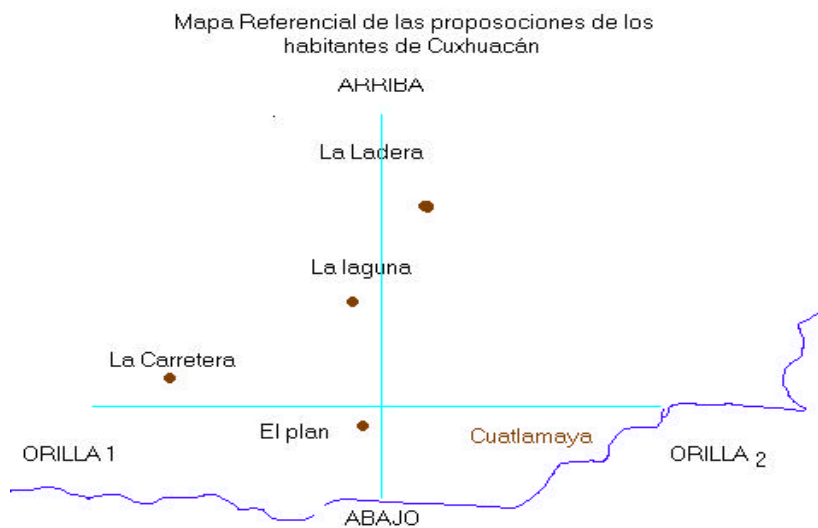 Mapa Referencial de las proposociones de los
habitantes de Cuxhuacán
ARRIBA
La Ladera
La laguna
La Carretera
El plan
Cuatlamaya
ORILLA 1
ORILLA 2
ABAJO